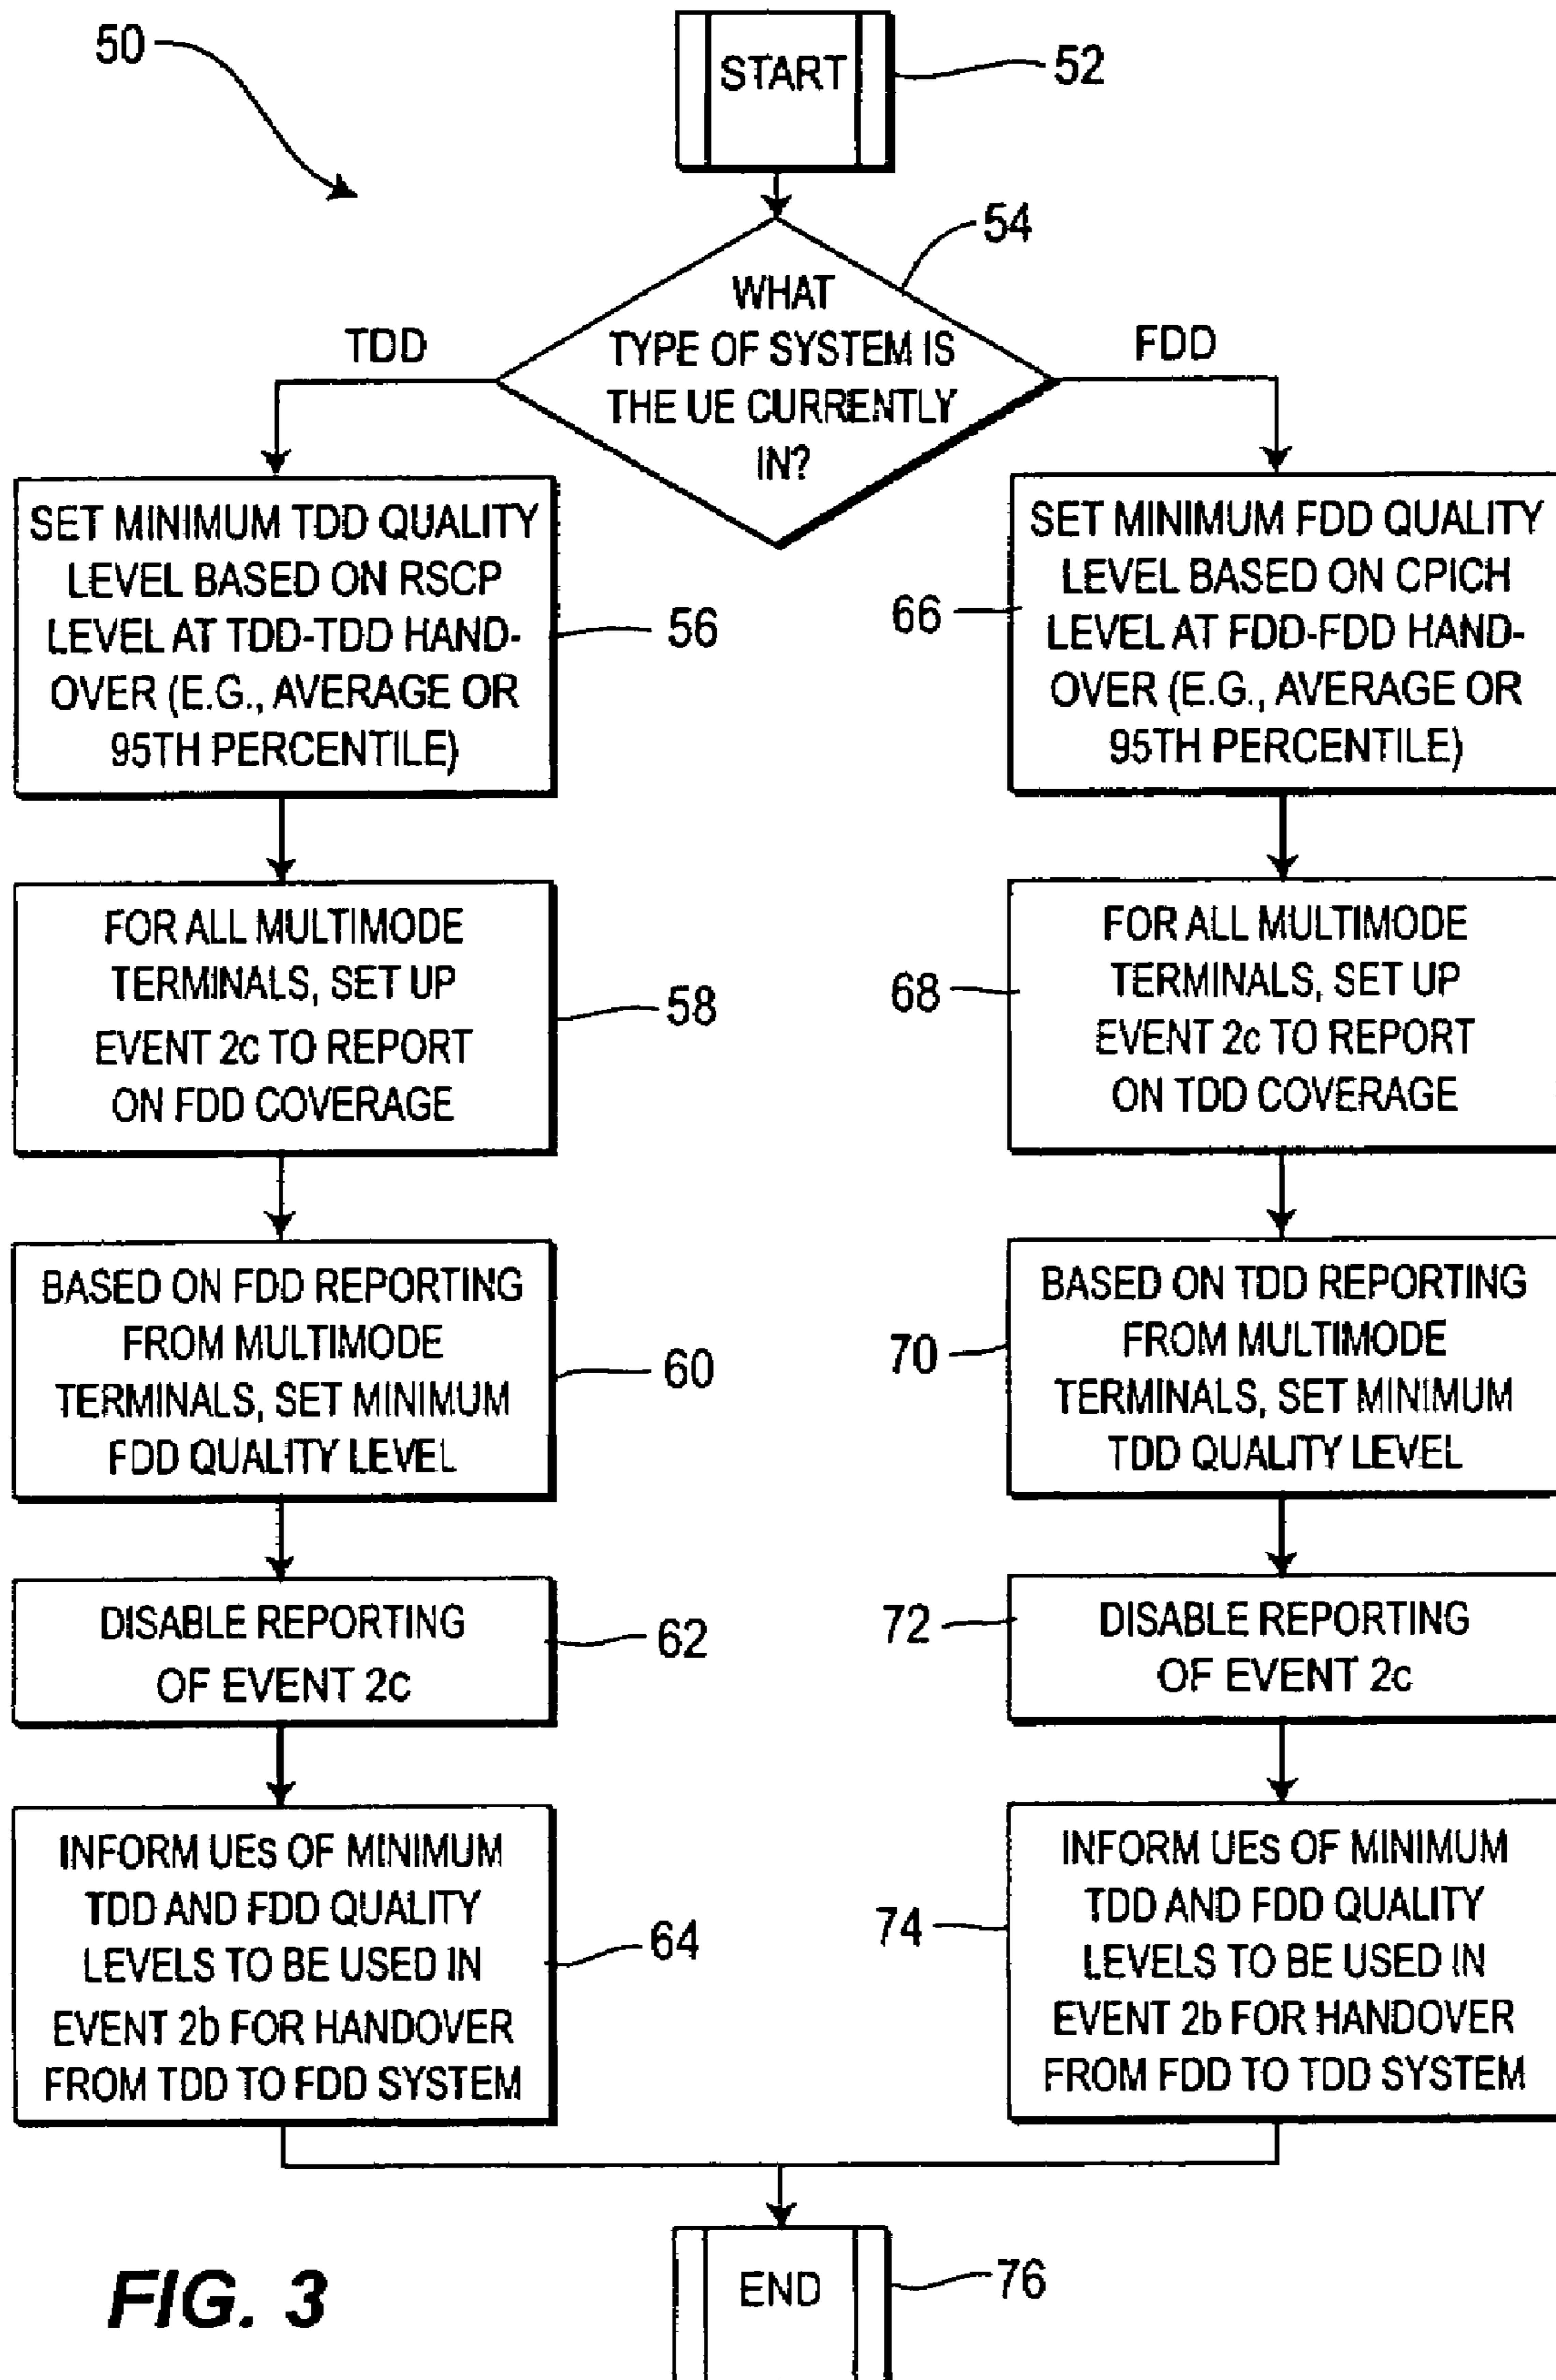 50
START
52
54
WHAT
TYPE OF SYSTEM IS
THE UE CURRENTLY
IN?
TDD
FDD
SET MINIMUM TDD QUALITY
LEVEL BASED ON RSCP
LEVEL AT TDD-TDD HAND-
OVER (E.G., AVERAGE OR
95TH PERCENTILE)
56
FOR ALL MULTIMODE
TERMINALS, SET UP
EVENT 2c TO REPORT
ON FDD COVERAGE
58
BASED ON FDD REPORTING
FROM MULTIMODE
TERMINALS, SET MINIMUM
FDD QUALITY LEVEL
60
DISABLE REPORTING
OF EVENT 2c
62
INFORM UEs OF MINIMUM
TDD AND FDD QUALITY
LEVELS TO BE USED IN
EVENT 2b FOR HANDOVER
FROM TDD TO FDD SYSTEM
64
SET MINIMUM FDD QUALITY
LEVEL BASED ON CPICH
LEVEL AT FDD-FDD HAND-
OVER (E.G., AVERAGE OR
95TH PERCENTILE)
66
FOR ALL MULTIMODE
TERMINALS, SET UP
EVENT 2c TO REPORT
ON TDD COVERAGE
68
BASED ON TDD REPORTING
FROM MULTIMODE
TERMINALS, SET MINIMUM
TDD QUALITY LEVEL
70
DISABLE REPORTING
OF EVENT 2c
72
INFORM UEs OF MINIMUM
TDD AND FDD QUALITY
LEVELS TO BE USED IN
EVENT 2b FOR HANDOVER
FROM FDD TO TDD SYSTEM
74
END
76
FIG. 3